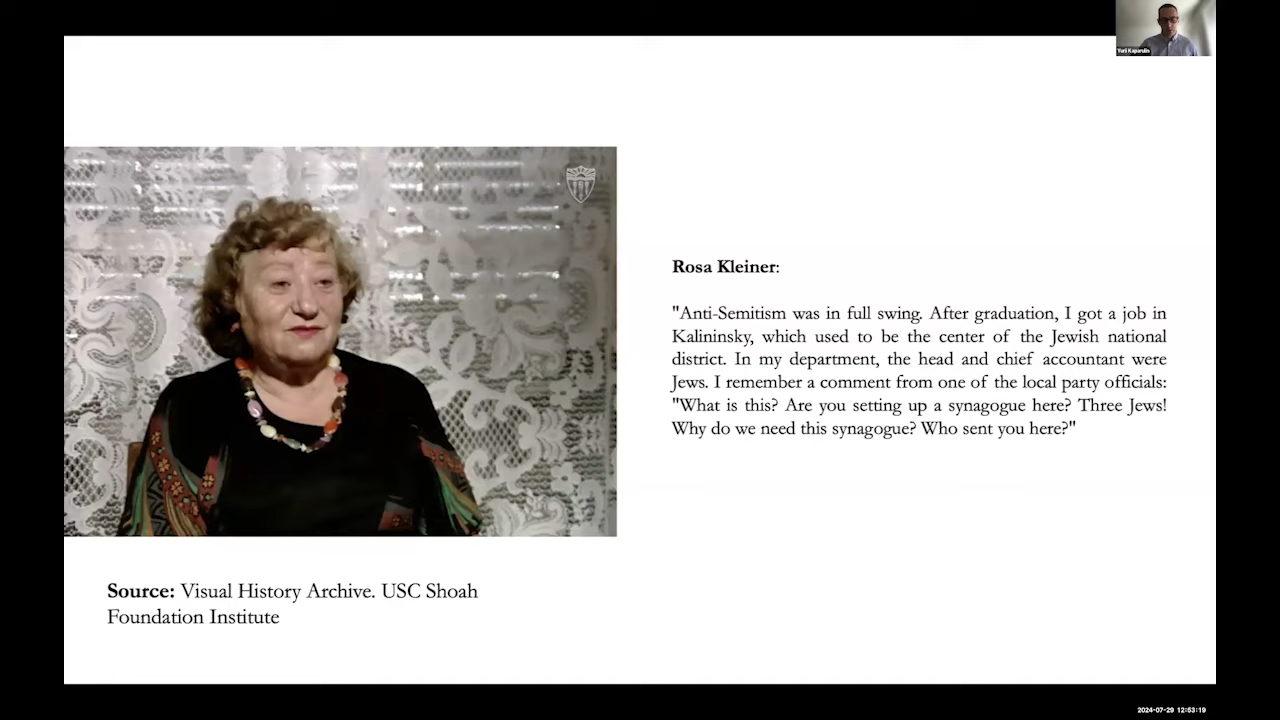 Yurii Kaparulin
Rosa Kleiner:
"Anti-Semitism was in full swing. After graduation, I got a job in
Kalininsky, which used to be the center of the Jewish national
district. In my department, the head and chief accountant were
Jews. I remember a comment from one of the local party officials:
"What is this? Are you setting up a synagogue here? Three Jews!
Why do we need this synagogue? Who sent you here?"
Source: Visual History Archive. USC Shoah
Foundation Institute
2024-07-29 12:53:19